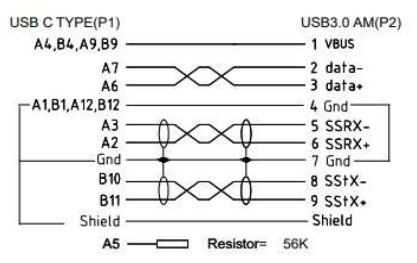 USB C TYPE(P1) USB3.0 AM(P2)
A4,B4,A9,B9 1 VBUS
A7 2 data-
A6 3 data+
A1,B1,A12,B12 4 Gnd
A3 5 SSRX-
A2 6 SSRX+
Gnd 7 Gnd
B10 8 SStX-
B11 9 SStX+
Shield Shield
A5 Resistor= 56K